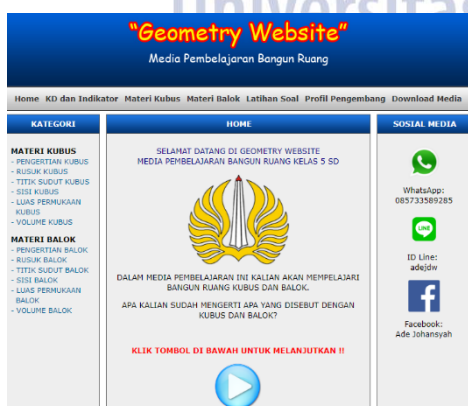 Universitas
"Geometry Website"
Media Pembelajaran Bangun Ruang
Home KD dan Indikator Materi Kubus Materi Balok Latihan Soal Profil Pengembang Download Media
KATEGORI
MATERI KUBUS
- PENGERTIAN KUBUS
- RUSUK KUBUS
- TITIK SUDUT KUBUS
- SISI KUBUS
- LUAS PERMUKAAN
KUBUS
- VOLUME KUBUS
MATERI BALOK
- PENGERTIAN BALOK
- RUSUK BALOK
- TITIK SUDUT BALOK
- SISI BALOK
- LUAS PERMUKAAN
BALOK
- VOLUME BALOK
HOME
SELAMAT DATANG DI GEOMETRY WEBSITE
MEDIA PEMBELAJARAN BANGUN RUANG KELAS 5 SD
DALAM MEDIA PEMBELAJARAN INI KALIAN AKAN MEMPELAJARI
BANGUN RUANG KUBUS DAN BALOK.
APA KALIAN SUDAH MENGERTI APA YANG DISEBUT DENGAN
KUBUS DAN BALOK?
KLIK TOMBOL DI BAWAH UNTUK MELANJUTKAN !!
SOSIAL MEDIA
WhatsApp:
085733589285
LINE
ID Line:
adejdw
Facebook:
Ade Johansyah